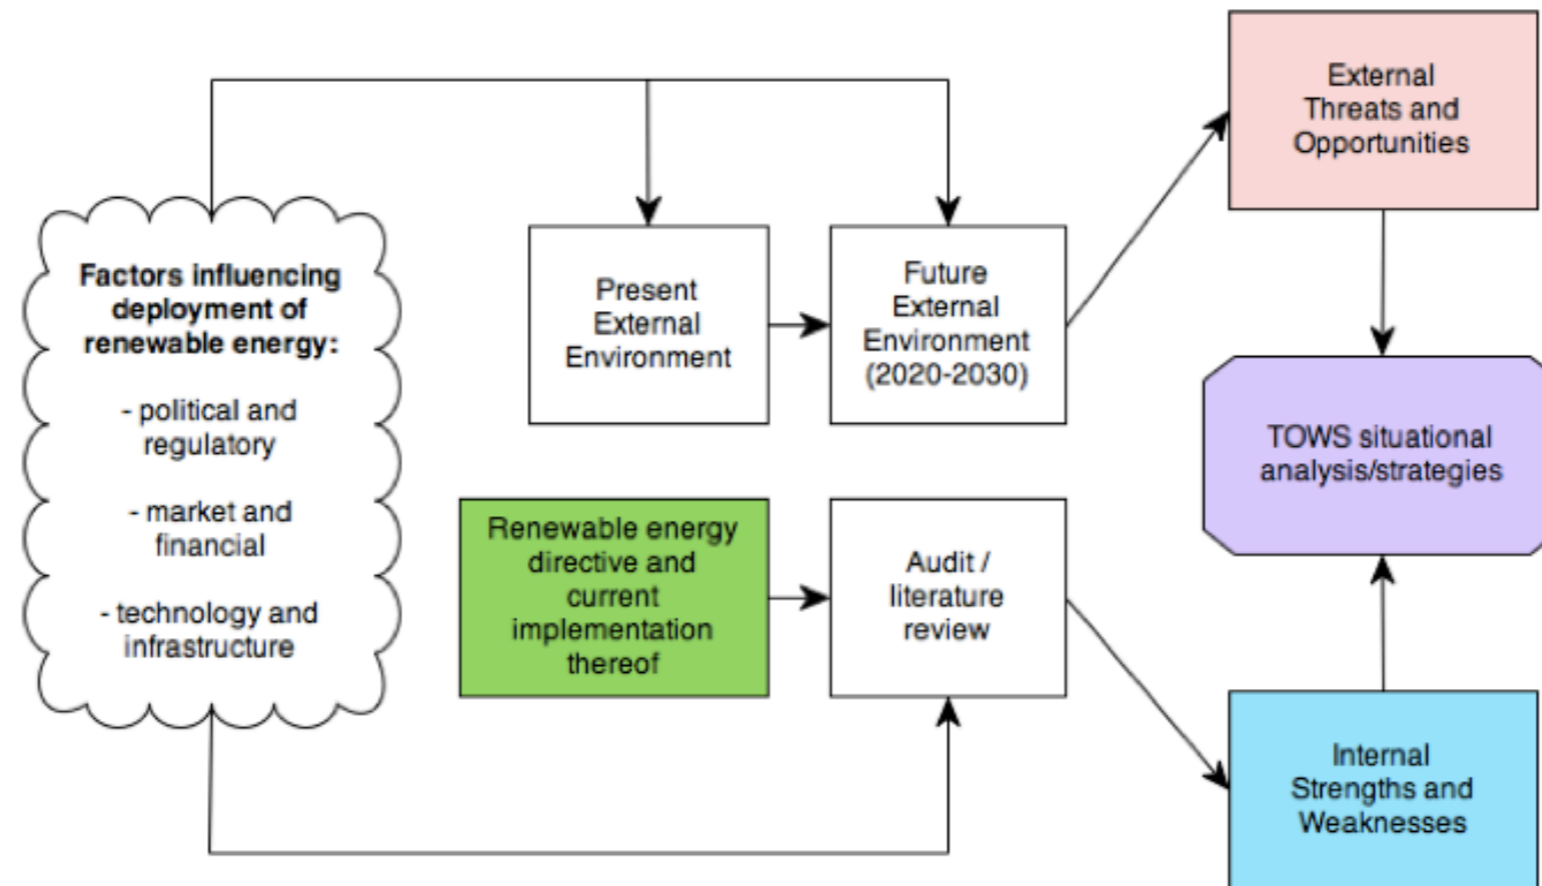 Factors influencing
deployment of
renewable energy:
- political and
regulatory
- market and
financial
- technology and
infrastructure
Present
External
Environment
Future
External
Environment
(2020-2030)
External
Threats and
Opportunities
Renewable energy
directive and
current
implementation
thereof
Audit /
literature
review
TOWS situational
analysis/strategies
Internal
Strengths and
Weaknesses